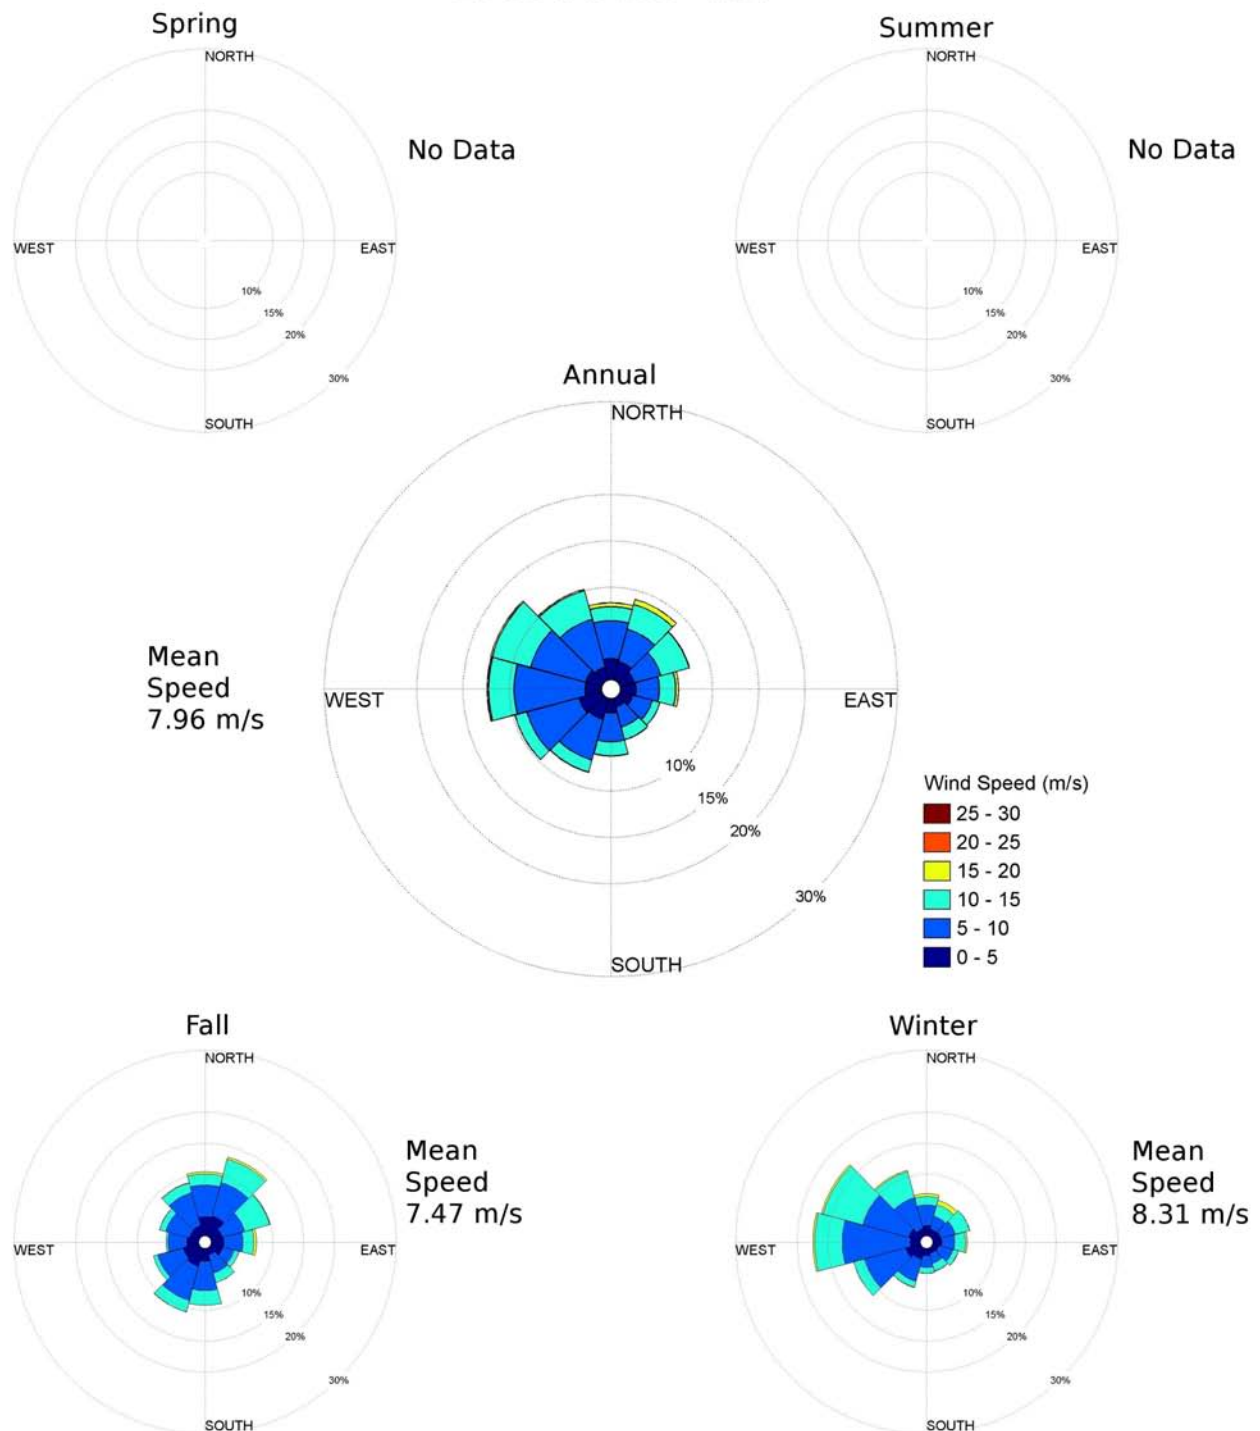 Spring
NORTH
No Data
WEST
EAST
10%
15%
20%
30%
SOUTH
Summer
NORTH
No Data
WEST
EAST
10%
15%
20%
30%
SOUTH
Annual
NORTH
Mean
Speed
7.96 m/s
WEST
EAST
10%
15%
20%
30%
SOUTH
Wind Speed (m/s)
25 - 30
20 - 25
15 - 20
10 - 15
5 - 10
0 - 5
Fall
NORTH
Mean
Speed
7.47 m/s
WEST
EAST
10%
15%
20%
30%
SOUTH
Winter
NORTH
Mean
Speed
8.31 m/s
WEST
EAST
10%
15%
20%
30%
SOUTH